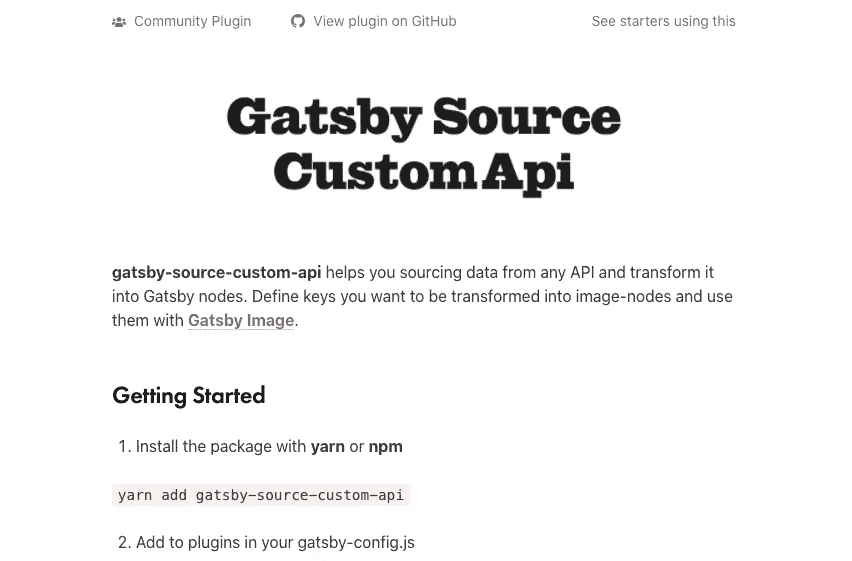 Community Plugin View plugin on GitHub See starters using this
Gatsby Source
Custom Api
gatsby-source-custom-api helps you sourcing data from any API and transform it
into Gatsby nodes. Define keys you want to be transformed into image-nodes and use
them with Gatsby Image.
Getting Started
1. Install the package with yarn or npm
yarn add gatsby-source-custom-api
2. Add to plugins in your gatsby-config.js